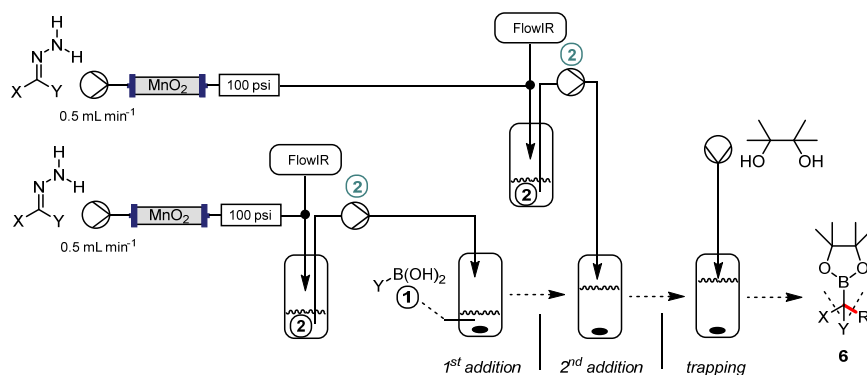 FlowIR
2
H
N
H
N
X Y
MnO2
100 psi
0.5 mL min-1
2
HO OH
FlowIR
2
H
N
H
N
X Y
MnO2
100 psi
0.5 mL min-1
2
Y B(OH)2
1
O O
B
X R
Y
6
1st addition
2nd addition
trapping